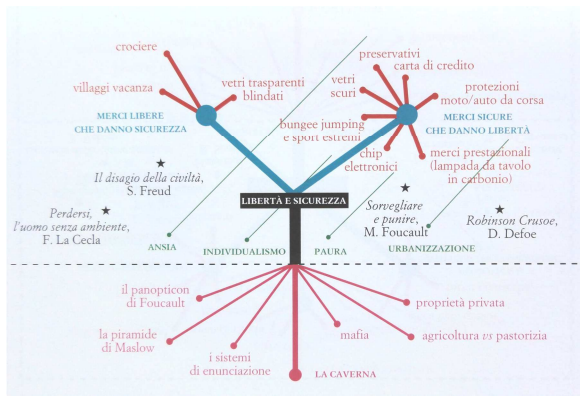 crociere
villaggi vacanza
vetri trasparenti
blindati
MERCI LIBERE
CHE DANNO SICUREZZA
preservativi
carta di credito
vetri
scuri
protezioni
moto/auto da corsa
MERCI SICURE
CHE DANNO LIBERTÀ
bungee jumping
e sport estremi
chip
elettronici
merci prestazionali
(lampada da tavolo
in carbonio)
Il disagio della civiltà,
S. Freud
LIBERTÀ E SICUREZZA
Perdersi,
l'uomo senza ambiente,
F. La Cecla
Sorvegliare
e punire,
M. Foucault
Robinson Crusoe,
D. Defoe
ANSIA
INDIVIDUALISMO
PAURA
URBANIZZAZIONE
il panopticon
di Foucault
proprietà privata
la piramide
di Maslow
mafia
agricoltura vs pastorizia
i sistemi
di enunciazione
LA CAVERNA